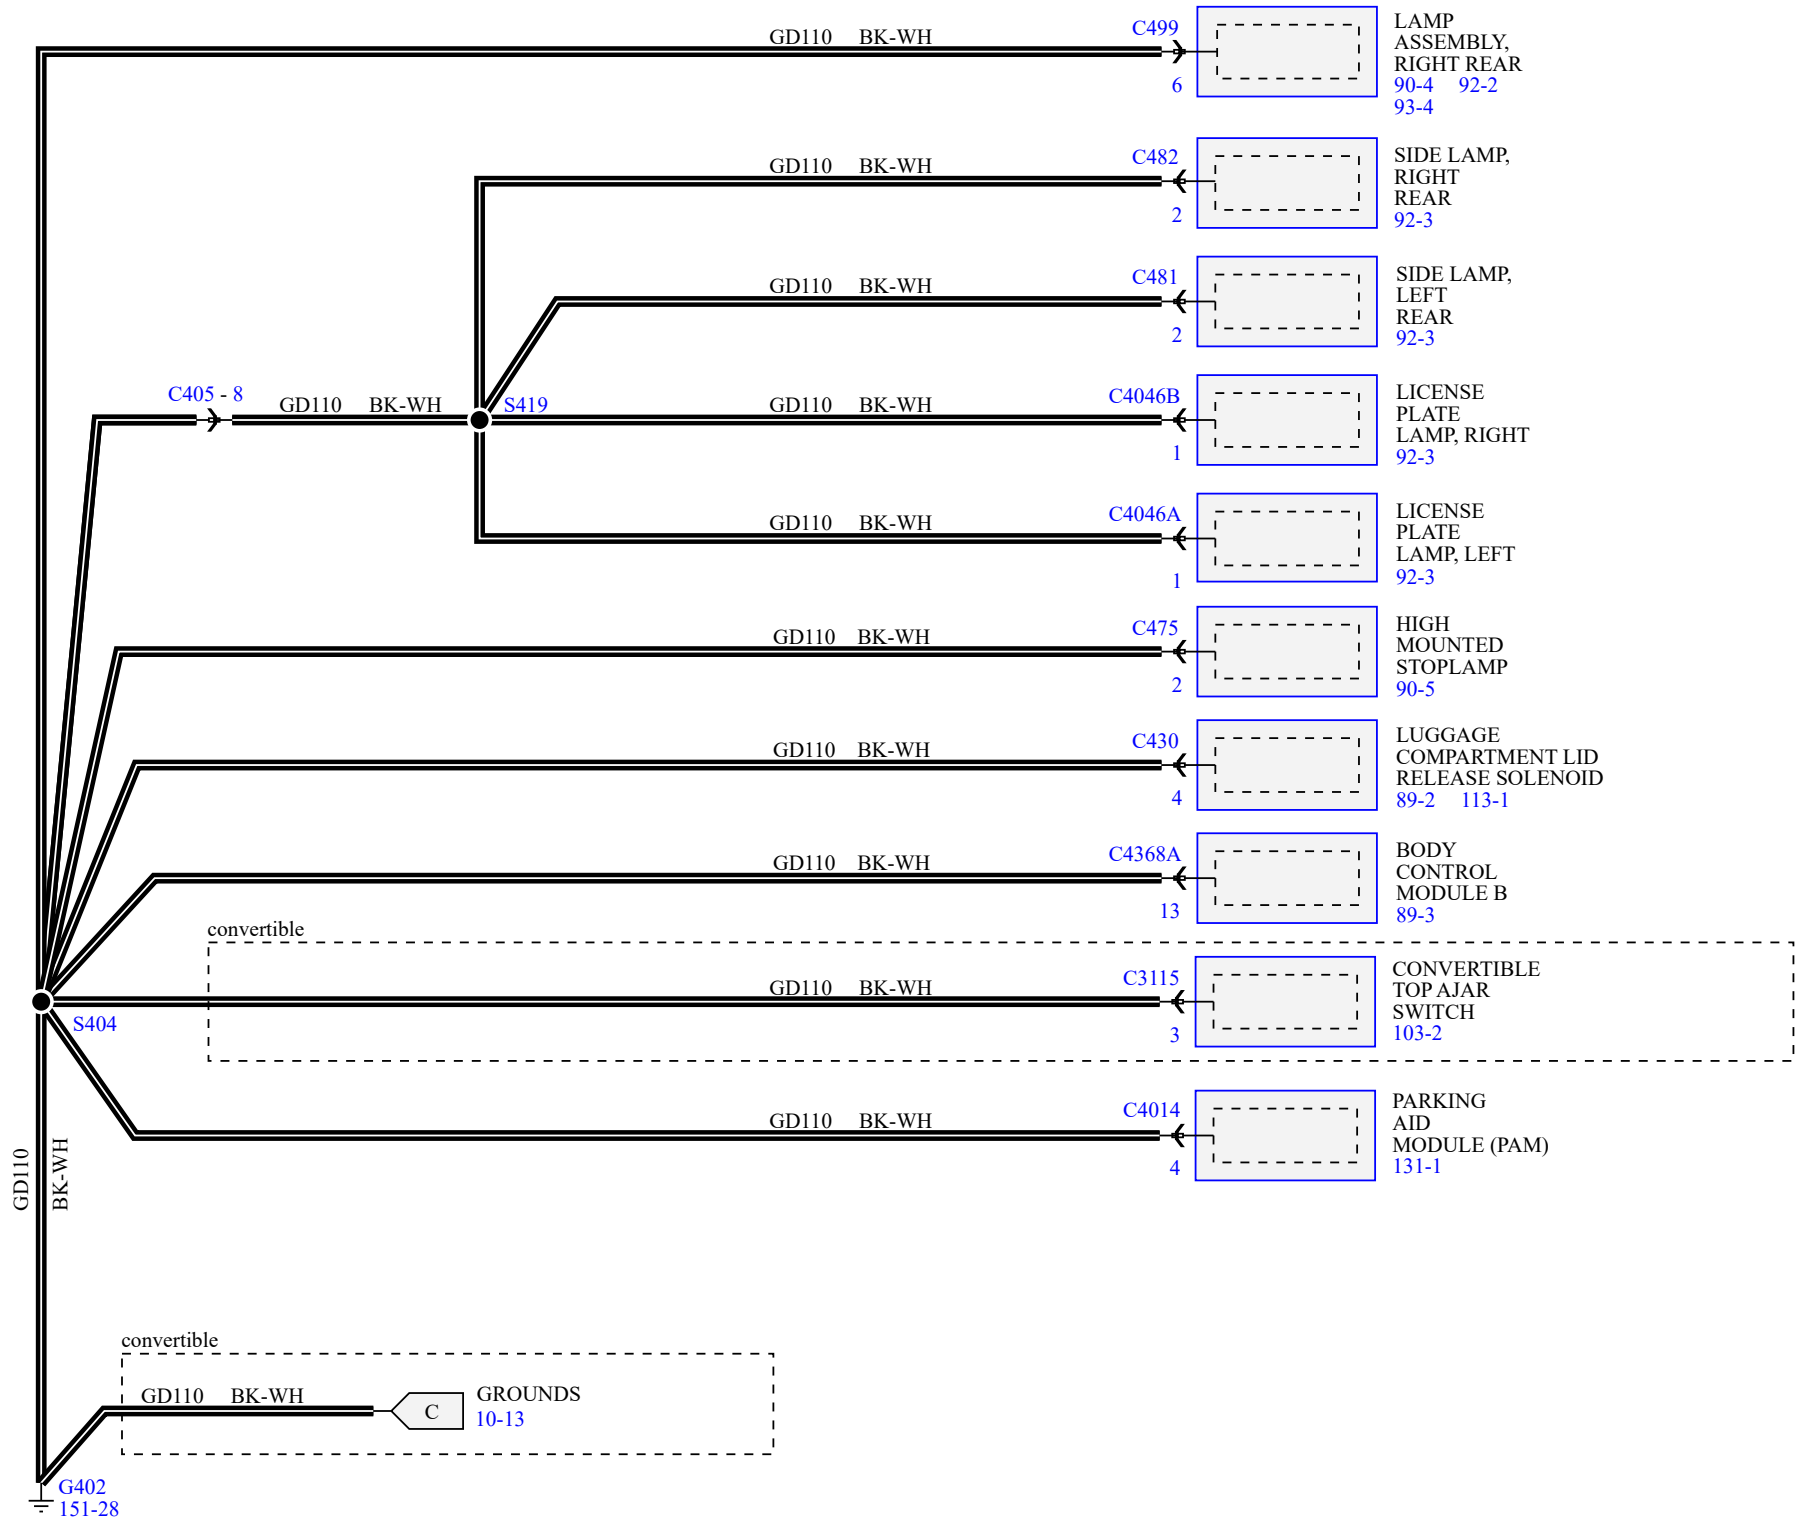 GD110 BK-WH
C499
6
LAMP
ASSEMBLY,
RIGHT REAR
90-4 92-2
93-4
GD110 BK-WH
C482
2
SIDE LAMP,
RIGHT
REAR
92-3
GD110 BK-WH
C481
2
SIDE LAMP,
LEFT
REAR
92-3
C405 - 8
GD110 BK-WH
S419
GD110 BK-WH
C4046B
1
LICENSE
PLATE
LAMP, RIGHT
92-3
GD110 BK-WH
C4046A
1
LICENSE
PLATE
LAMP, LEFT
92-3
GD110 BK-WH
C475
2
HIGH
MOUNTED
STOPLAMP
90-5
GD110 BK-WH
C430
4
LUGGAGE
COMPARTMENT LID
RELEASE SOLENOID
89-2 113-1
GD110 BK-WH
C4368A
13
BODY
CONTROL
MODULE B
89-3
convertible
S404
GD110 BK-WH
C3115
3
CONVERTIBLE
TOP AJAR
SWITCH
103-2
GD110 BK-WH
C4014
4
PARKING
AID
MODULE (PAM)
131-1
GD110
BK-WH
convertible
GD110 BK-WH
C
GROUNDS
10-13
G402
151-28